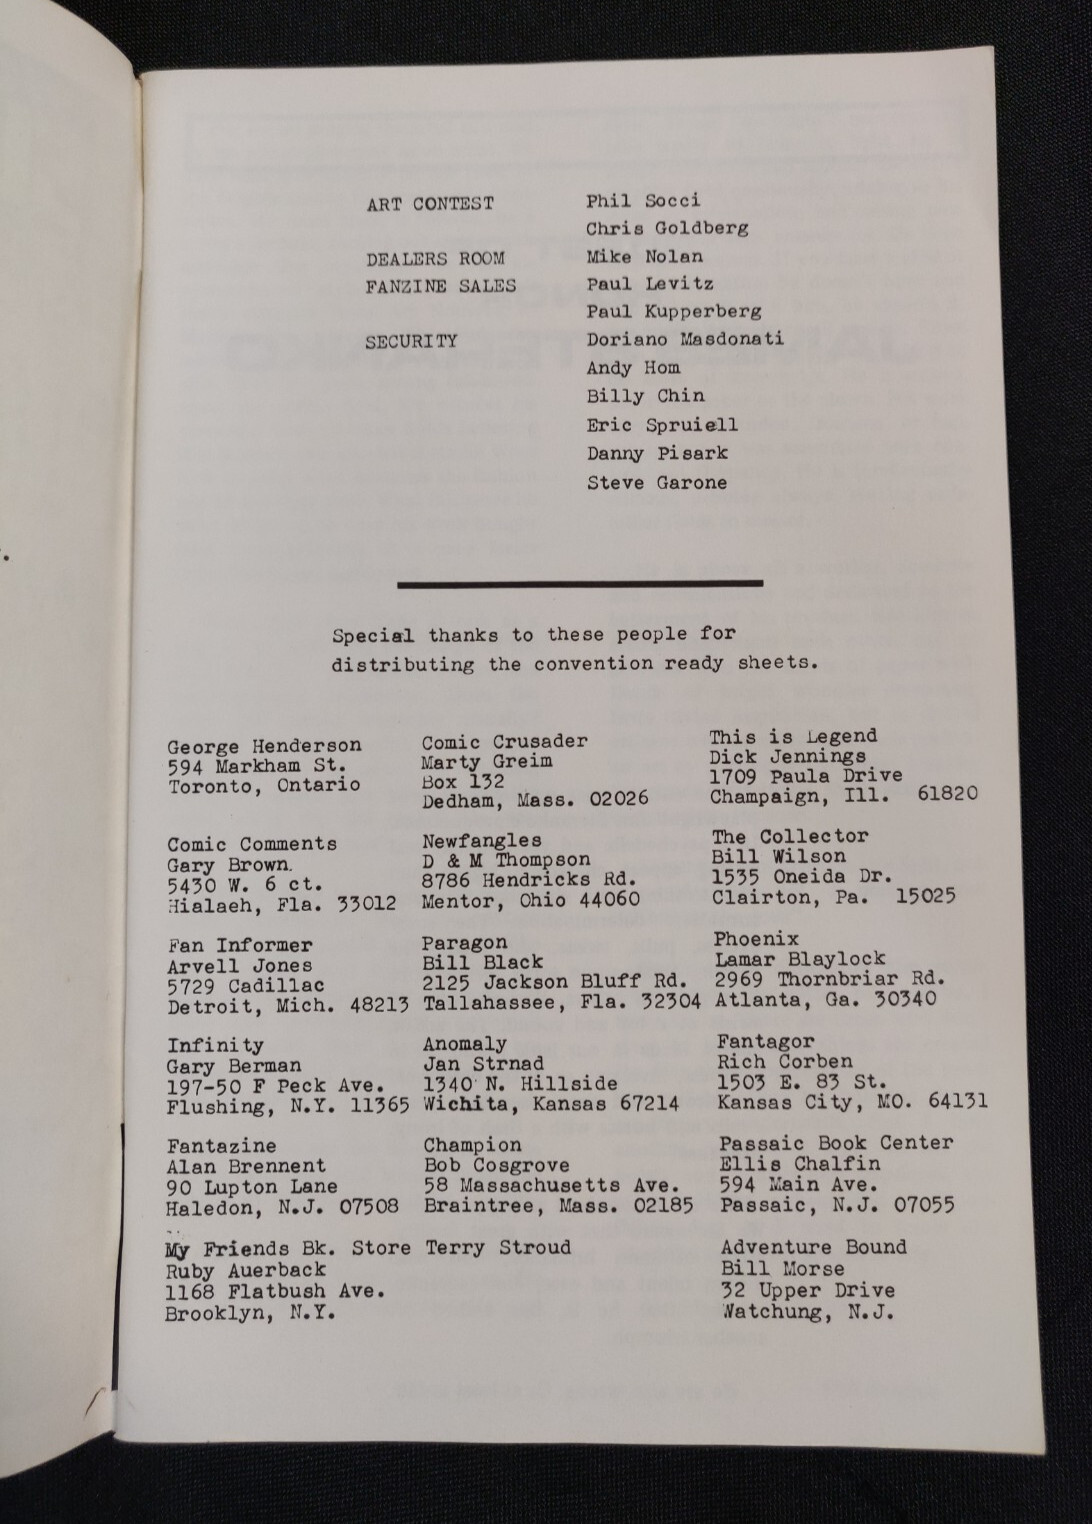 ART CONTEST Phil Socci
Chris Goldberg
DEALERS ROOM Mike Nolan
FANZINE SALES Paul Levitz
Paul Kupperberg
SECURITY Doriano Masdonati
Andy Hom
Billy Chin
Eric Spruiell
Danny Pisark
Steve Garone
Special thanks to these people for
distributing the convention ready sheets.
George Henderson
594 Markham St.
Toronto, Ontario
Comic Crusader
Marty Greim
Box 132
Dedham, Mass. 02026
This is Legend
Dick Jennings
1709 Paula Drive
Champaign, Ill. 61820
Comic Comments
Gary Brown.
5430 W. 6 ct.
Hialaeh, Fla. 33012
Newfangles
D & M Thompson
8786 Hendricks Rd.
Mentor, Ohio 44060
The Collector
Bill Wilson
1535 Oneida Dr.
Clairton, Pa. 15025
Fan Informer
Arvell Jones
5729 Cadillac
Detroit, Mich. 48213
Paragon
Bill Black
2125 Jackson Bluff Rd.
Tallahassee, Fla. 32304
Phoenix
Lamar Blaylock
2969 Thornbriar Rd.
Atlanta, Ga. 30340
Infinity
Gary Berman
197-50 F Peck Ave.
Flushing, N.Y. 11365
Anomaly
Jan Strnad
1340 N. Hillside
Wichita, Kansas 67214
Fantagor
Rich Corben
1503 E. 83 St.
Kansas City, MO. 64131
Fantazine
Alan Brennent
90 Lupton Lane
Haledon, N.J. 07508
Champion
Bob Cosgrove
58 Massachusetts Ave.
Braintree, Mass. 02185
Passaic Book Center
Ellis Chalfin
594 Main Ave.
Passaic, N.J. 07055
My Friends Bk. Store
Ruby Auerback
1168 Flatbush Ave.
Brooklyn, N.Y.
Terry Stroud
Adventure Bound
Bill Morse
32 Upper Drive
Watchung, N.J.